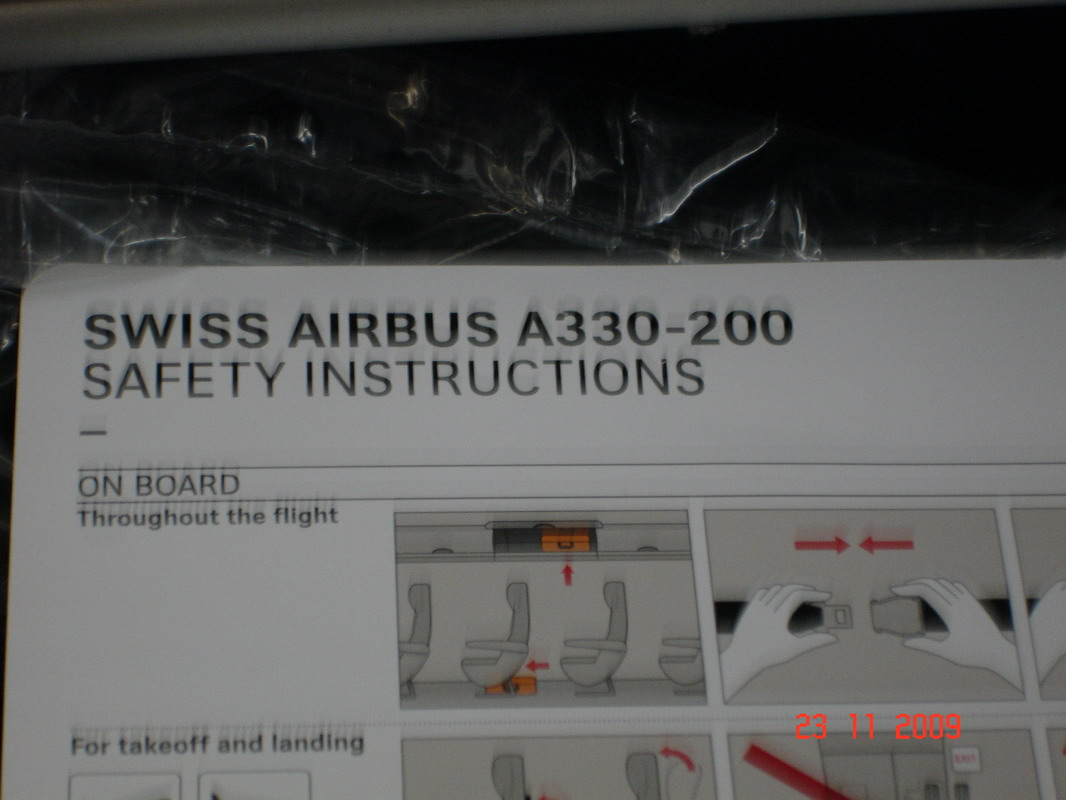 SWISS AIRBUS A330-200
SAFETY INSTRUCTIONS
ON BOARD
Throughout the flight
For takeoff and landing
EXIT
23 11 2009